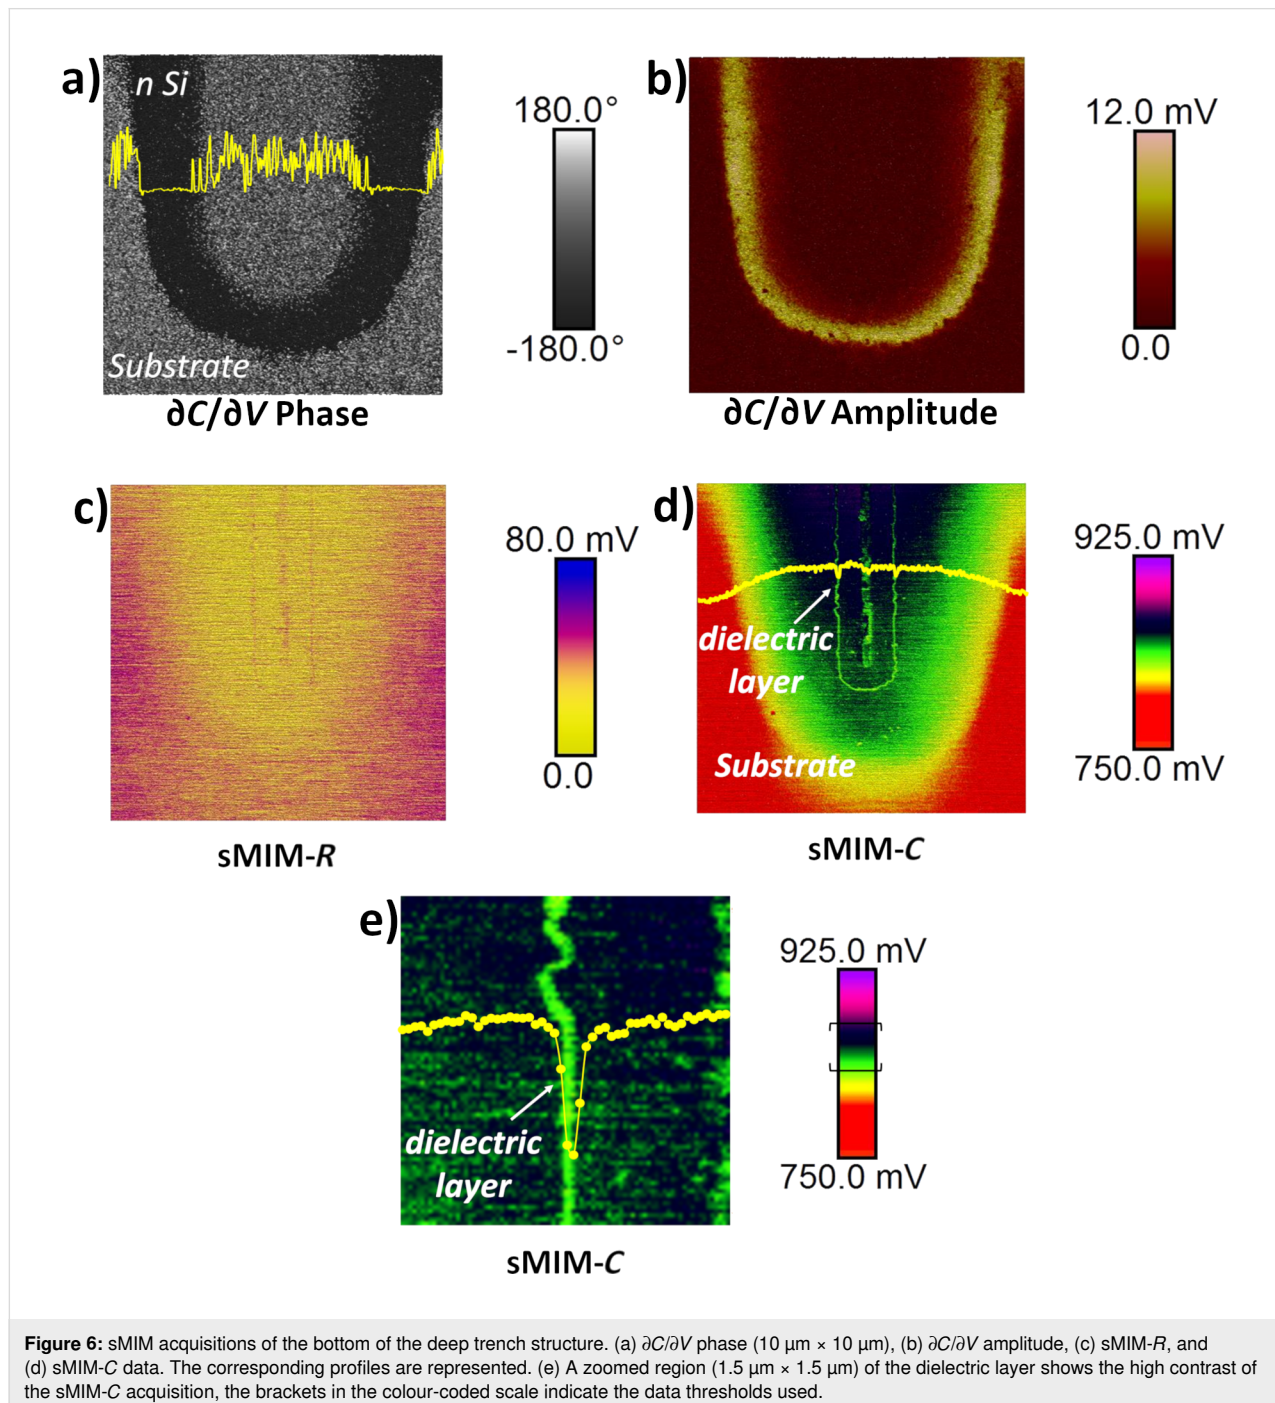 a)
n Si
180.0°
-180.0°
Substrate
∂C/∂V Phase
b)
12.0 mV
0.0
∂C/∂V Amplitude
c)
80.0 mV
0.0
sMIM-R
d)
925.0 mV
dielectric
layer
Substrate
750.0 mV
sMIM-C
e)
925.0 mV
dielectric
layer
750.0 mV
sMIM-C
Figure 6: sMIM acquisitions of the bottom of the deep trench structure. (a) ∂C/∂V phase (10 µm × 10 µm), (b) ∂C/∂V amplitude, (c) sMIM-R, and
(d) sMIM-C data. The corresponding profiles are represented. (e) A zoomed region (1.5 µm × 1.5 µm) of the dielectric layer shows the high contrast of
the sMIM-C acquisition, the brackets in the colour-coded scale indicate the data thresholds used.